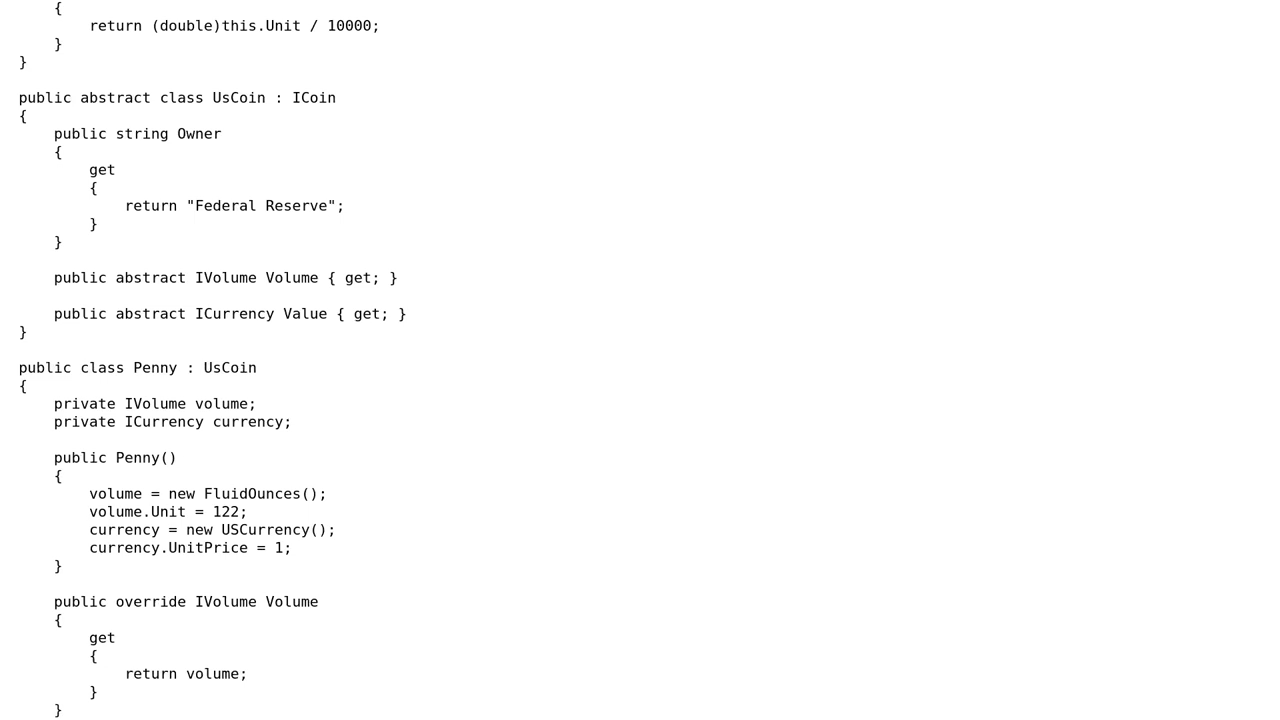 {
        return (double)this.Unit / 10000;
    }
}

public abstract class UsCoin : ICoin
{
    public string Owner
    {
        get
        {
            return "Federal Reserve";
        }
    }

    public abstract IVolume Volume { get; }

    public abstract ICurrency Value { get; }
}

public class Penny : UsCoin
{
    private IVolume volume;
    private ICurrency currency;

    public Penny()
    {
        volume = new FluidOunces();
        volume.Unit = 122;
        currency = new USCurrency();
        currency.UnitPrice = 1;
    }

    public override IVolume Volume
    {
        get
        {
            return volume;
        }
    }